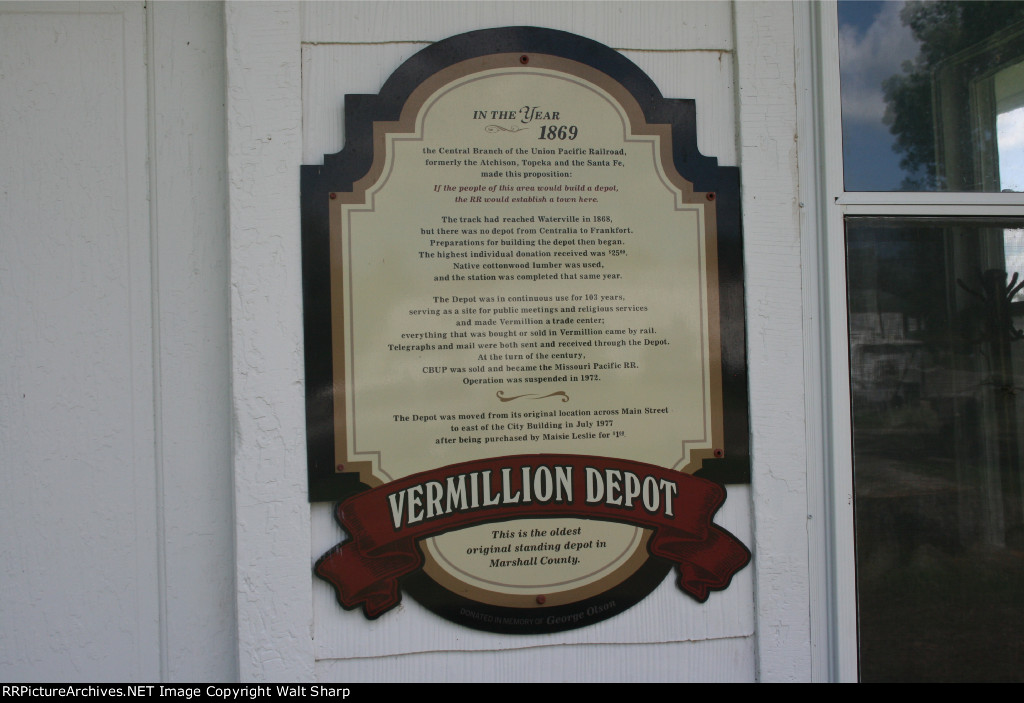 IN THE YEAR
1869
the Central Branch of the Union Pacific Railroad,
formerly the Atchison, Topeka and the Santa Fe,
made this proposition:
If the people of this area would build a depot,
the RR would establish a town here.
The track had reached Waterville in 1868,
but there was no depot from Centralia to Frankfort.
Preparations for building the depot then began.
The highest individual donation received was $25⁰⁰.
Native cottonwood lumber was used,
and the station was completed that same year.
The Depot was in continuous use for 103 years,
serving as a site for public meetings and religious services
and made Vermillion a trade center;
everything that was bought or sold in Vermillion came by rail.
Telegraphs and mail were both sent and received through the Depot.
At the turn of the century,
CBUP was sold and became the Missouri Pacific RR.
Operation was suspended in 1972.
The Depot was moved from its original location across Main Street
to east of the City Building in July 1977
after being purchased by Maisie Leslie for $1⁰⁰.
VERMILLION DEPOT
This is the oldest
original standing depot in
Marshall County.
DONATED IN MEMORY OF George Olson
RRPictureArchives.NET Image Copyright Walt Sharp